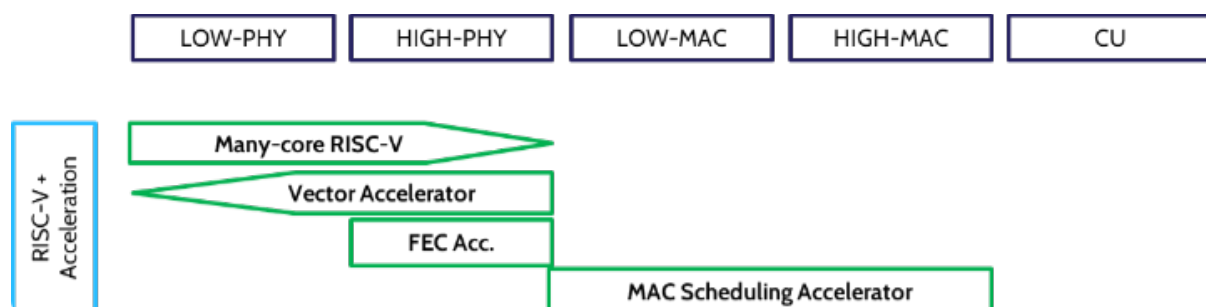 LOW-PHY
HIGH-PHY
LOW-MAC
HIGH-MAC
CU
RISC-V +
Acceleration
Many-core RISC-V
Vector Accelerator
FEC Acc.
MAC Scheduling Accelerator